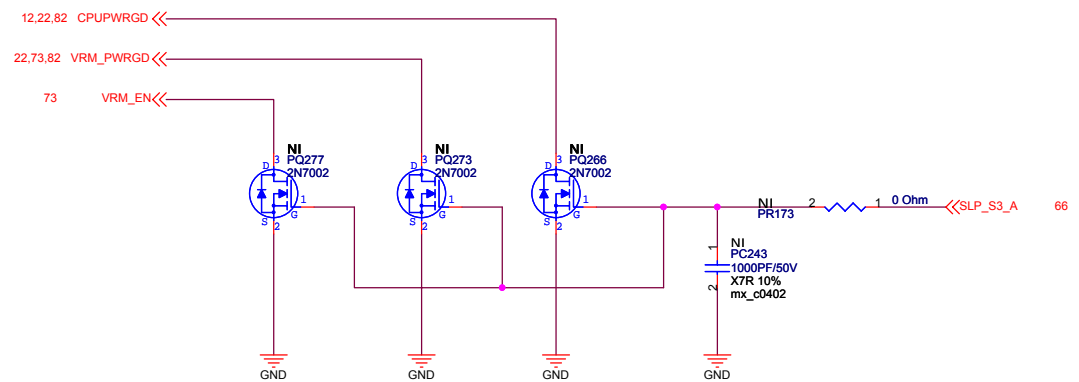 12,22,82 CPUPWRGD
22,73,82 VRM_PWRGD
73 VRM_EN
NI
PQ277
2N7002
D 3
1
G
S 2
NI
PQ273
2N7002
D 3
1
G
S 2
NI
PQ266
2N7002
D 3
1
G
S 2
NI
PR173
2
1
0 Ohm
SLP_S3_A 66
1
NI
PC243
1000PF/50V
X7R 10%
mx_c0402
2
GND
GND
GND
GND